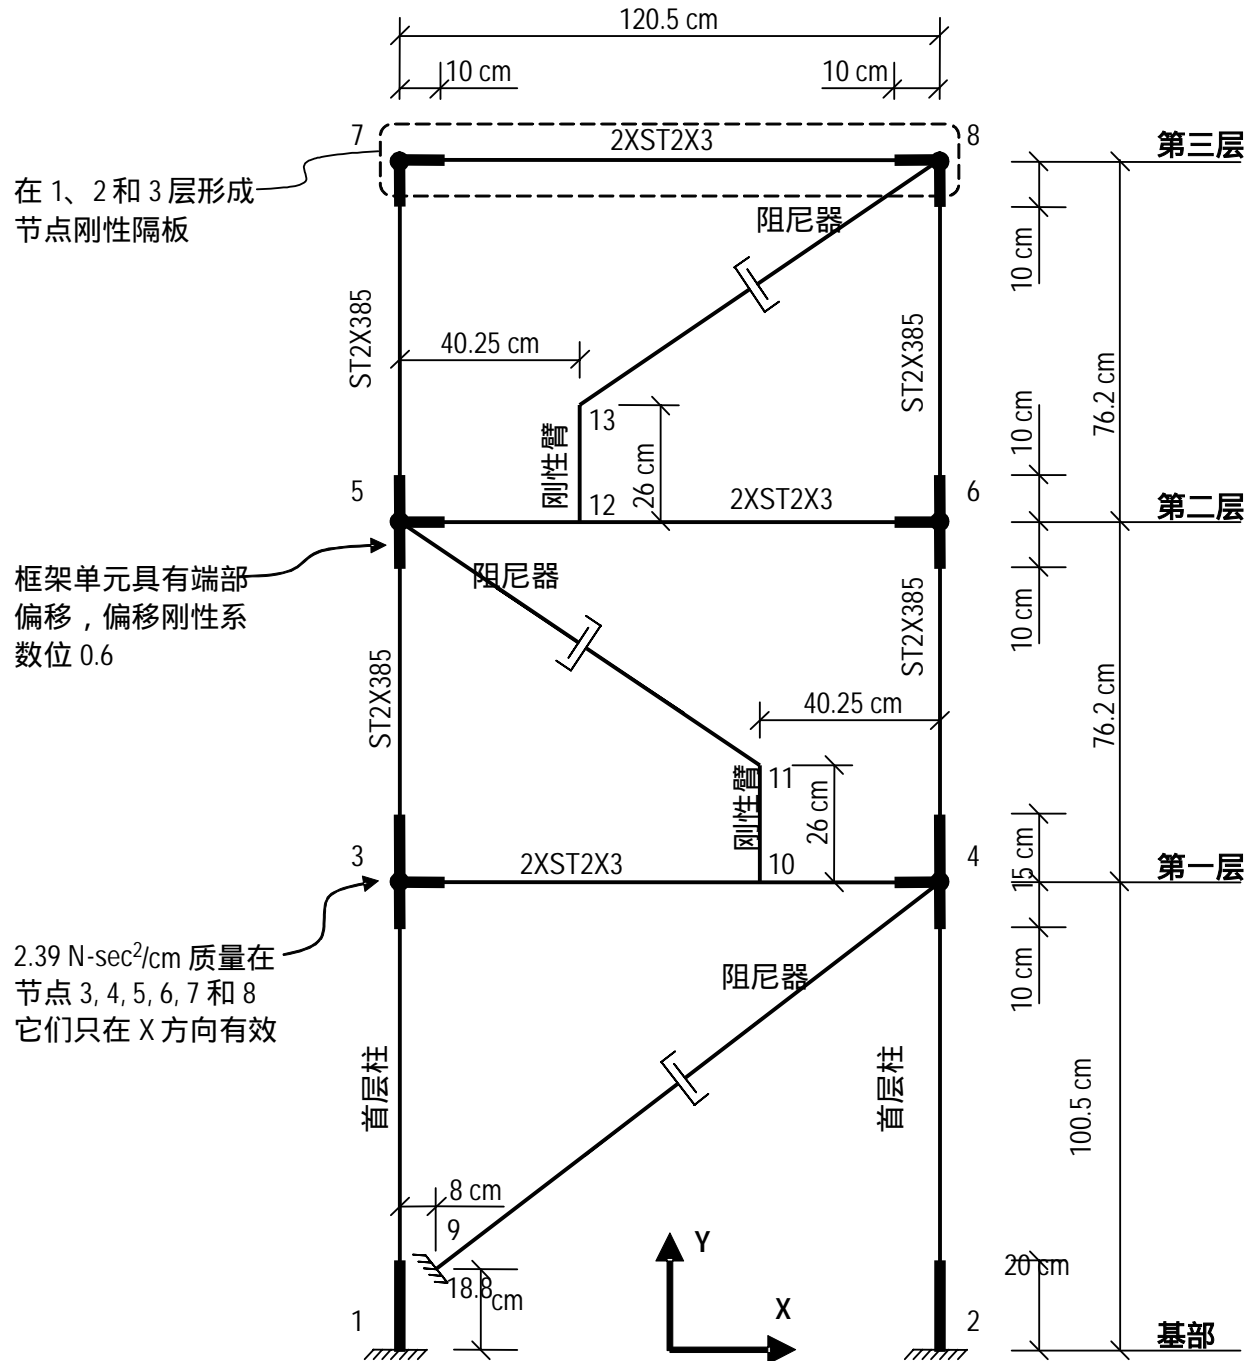 120.5 cm
10 cm
10 cm
7
2XST2X3
8
第三层
在 1、2 和 3 层形成
节点刚性隔板
阻尼器
10 cm
ST2X385
ST2X385
40.25 cm
76.2 cm
13
刚性臂
26 cm
10 cm
5
12
2XST2X3
6
第二层
框架单元具有端部
偏移，偏移刚性系
数位 0.6
阻尼器
10 cm
ST2X385
ST2X385
40.25 cm
76.2 cm
11
刚性臂
26 cm
15 cm
3
2XST2X3
10
4
第一层
2.39 N-sec²/cm 质量在
节点 3, 4, 5, 6, 7 和 8
它们只在 X 方向有效
阻尼器
10 cm
首层柱
首层柱
100.5 cm
8 cm
9
18.8
cm
Y
X
20 cm
1
2
基部